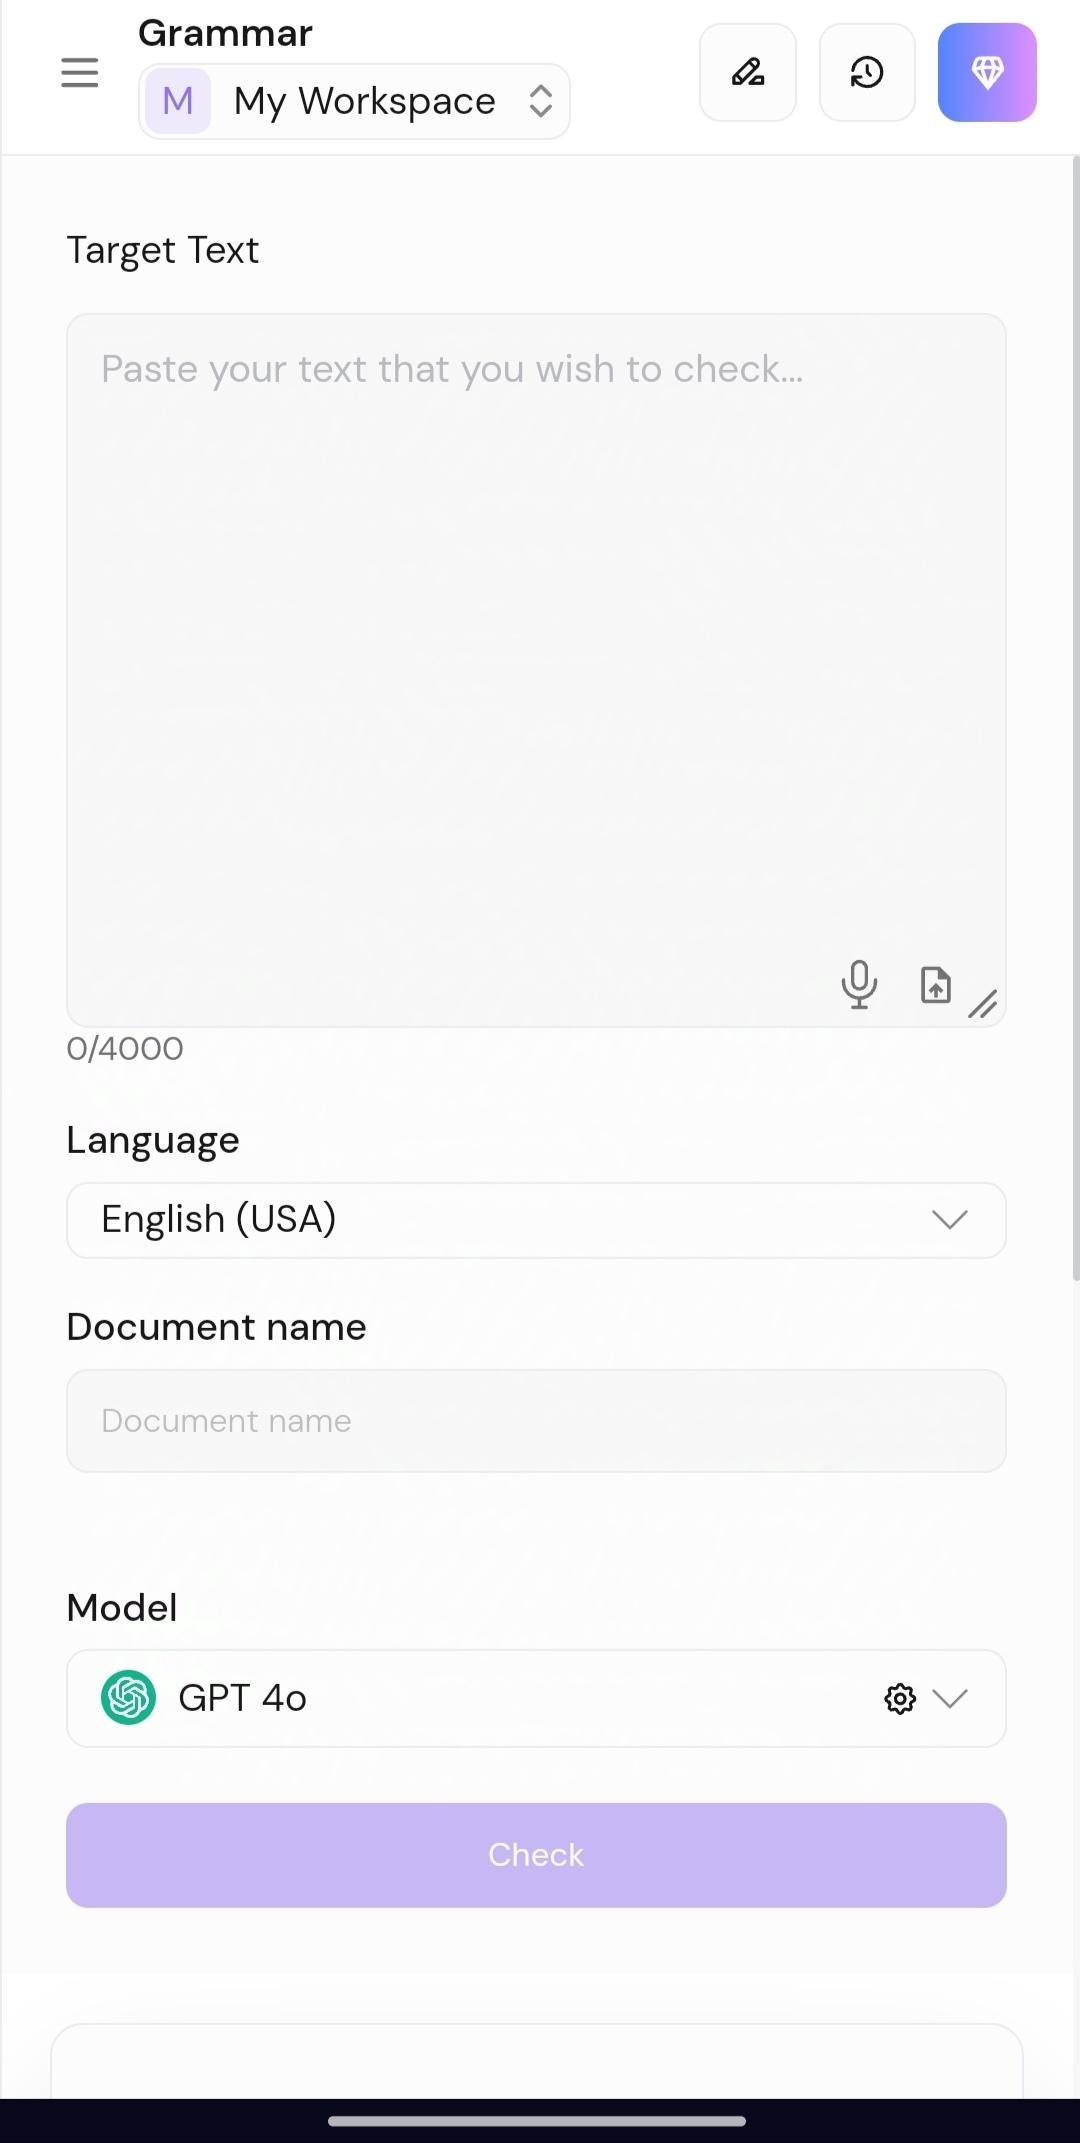 Grammar
M My Workspace
Target Text
Paste your text that you wish to check...
0/4000
Language
English (USA)
Document name
Document name
Model
GPT 4o
Check